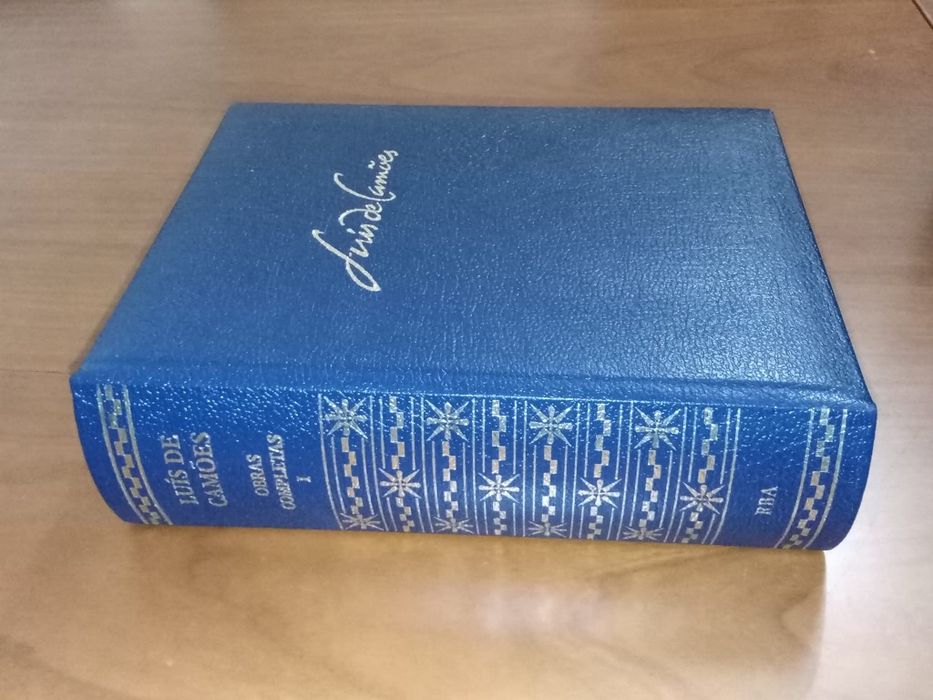 Luís de Camões
LUÍS DE
CAMÕES
OBRAS
COMPLETAS
I
RBA